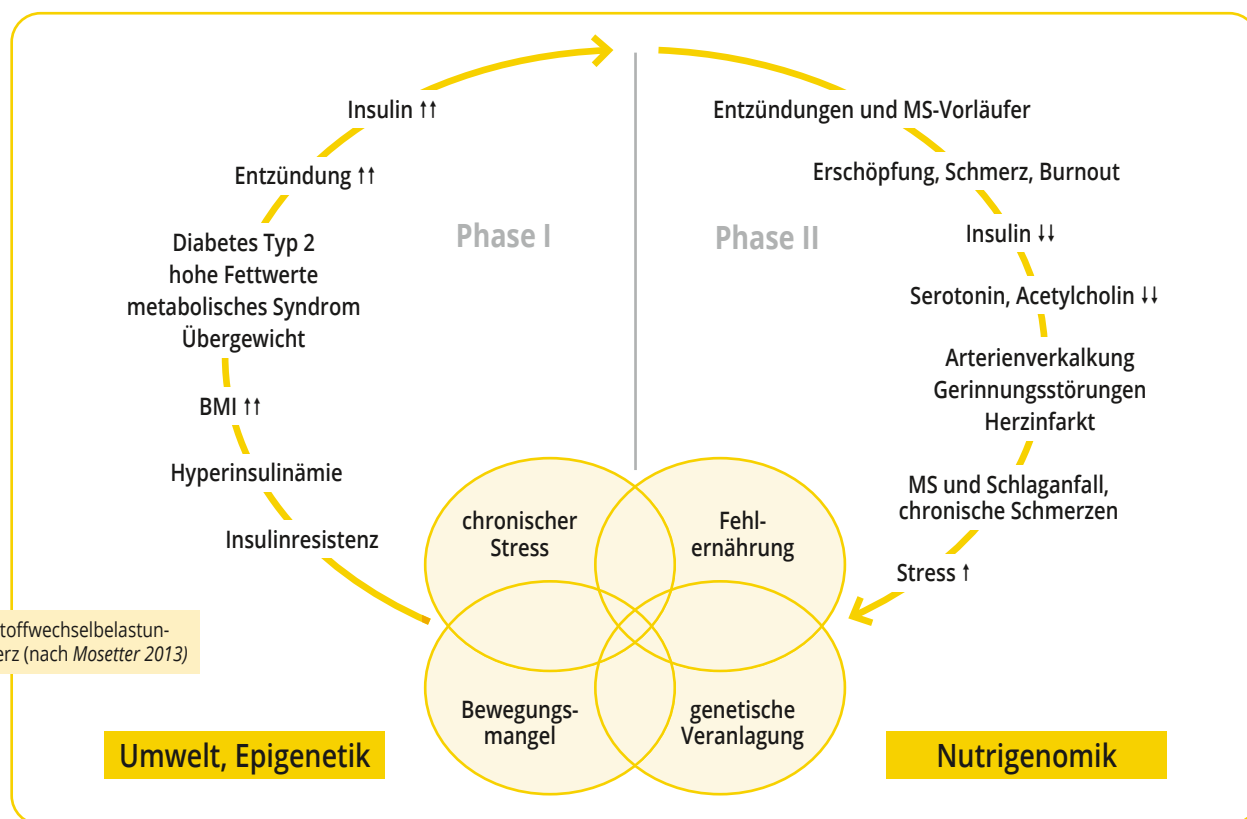 Insulin ↑↑
Entzündung ↑↑
Diabetes Typ 2
hohe Fettwerte
metabolisches Syndrom
Übergewicht
BMI ↑↑
Hyperinsulinämie
Insulinresistenz
Phase I
Phase II
Entzündungen und MS-Vorläufer
Erschöpfung, Schmerz, Burnout
Insulin ↓↓
Serotonin, Acetylcholin ↓↓
Arterienverkalkung
Gerinnungsstörungen
Herzinfarkt
MS und Schlaganfall,
chronische Schmerzen
Stress ↑
chronischer
Stress
Fehl-
ernährung
Bewegungs-
mangel
genetische
Veranlagung
toffwechselbelastun-
erz (nach Mosetter 2013)
Umwelt, Epigenetik
Nutrigenomik